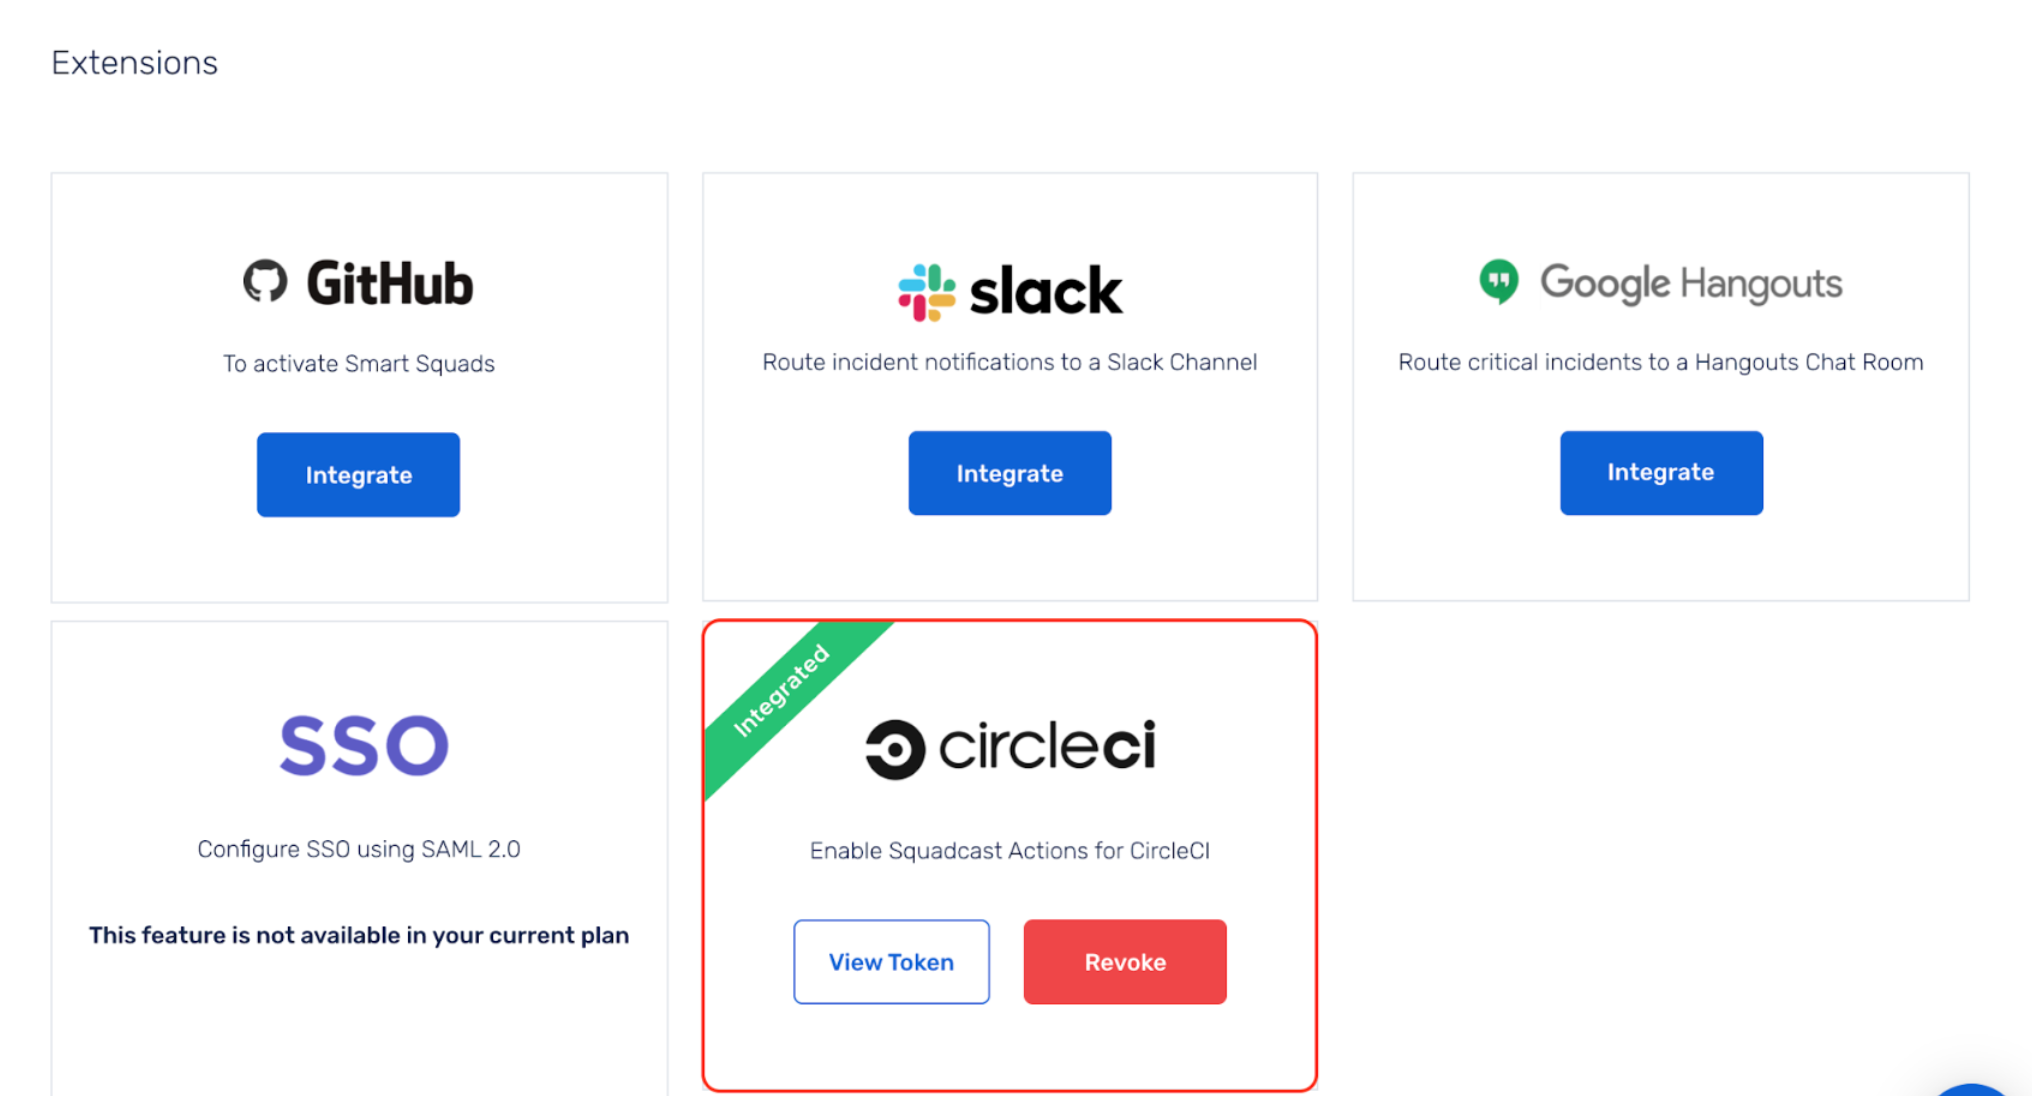 Extensions
GitHub
To activate Smart Squads
Integrate
slack
Route incident notifications to a Slack Channel
Integrate
Google Hangouts
Route critical incidents to a Hangouts Chat Room
Integrate
SSO
Configure SSO using SAML 2.0
This feature is not available in your current plan
Integrated
circleci
Enable Squadcast Actions for CircleCI
View Token
Revoke